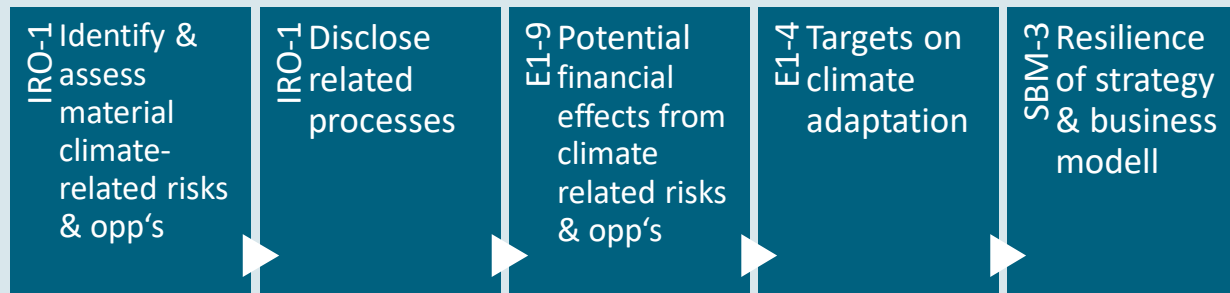 IRO-1
Identify &
assess
material
climate-
related risks
& opp‘s
IRO-1
Disclose
related
processes
E1-9
Potential
financial
effects from
climate
related risks
& opp‘s
E1-4
Targets on
climate
adaptation
SBM-3
Resilience
of strategy
& business
modell